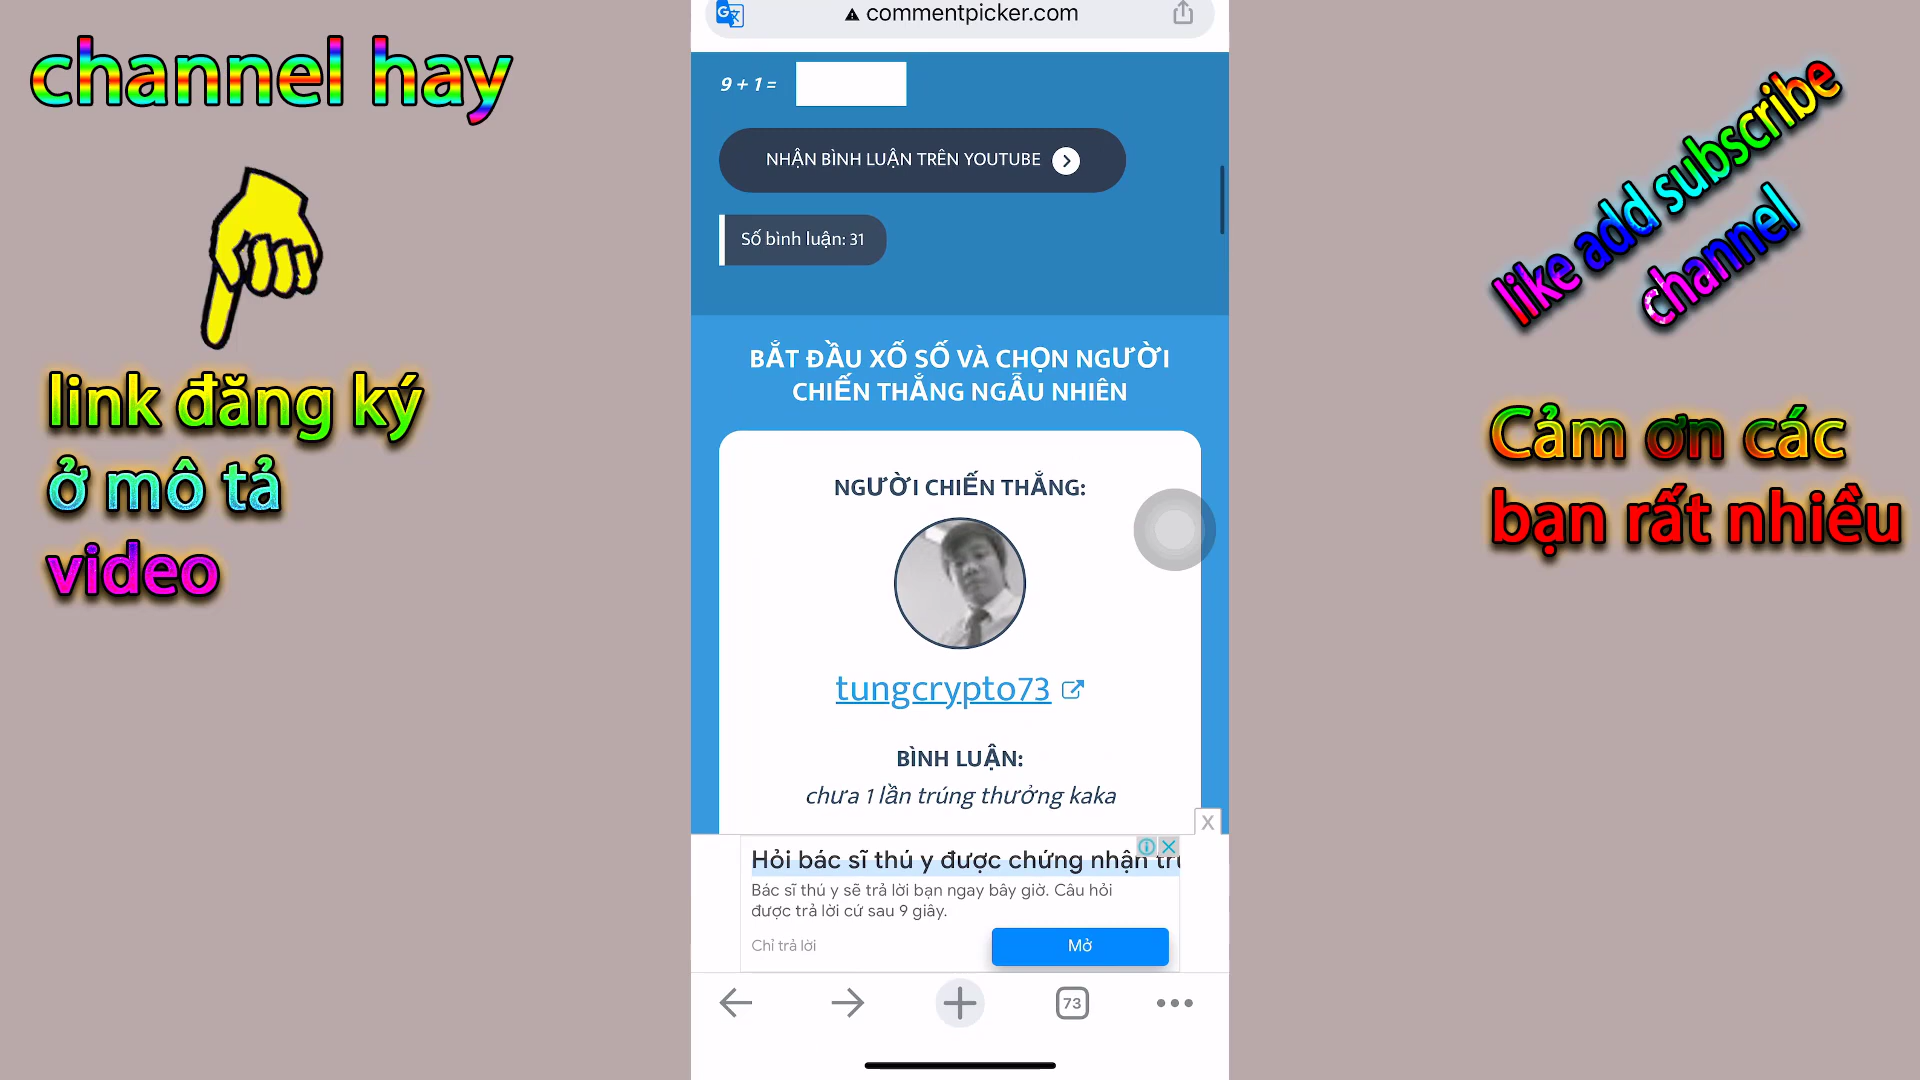 channel hay
link đăng ký
ở mô tả
video
commentpicker.com
9 + 1 =
NHẬN BÌNH LUẬN TRÊN YOUTUBE
Số bình luận: 31
BẮT ĐẦU XỔ SỐ VÀ CHỌN NGƯỜI
CHIẾN THẮNG NGẪU NHIÊN
NGƯỜI CHIẾN THẮNG:
tungcrypto73
BÌNH LUẬN:
chưa 1 lần trúng thưởng kaka
X
Hỏi bác sĩ thú y được chứng nhận
Bác sĩ thú y sẽ trả lời bạn ngay bây giờ. Câu hỏi
được trả lời cứ sau 9 giây.
Chỉ trả lời
Mở
73
like add subscribe
channel
Cảm ơn các
bạn rất nhiều